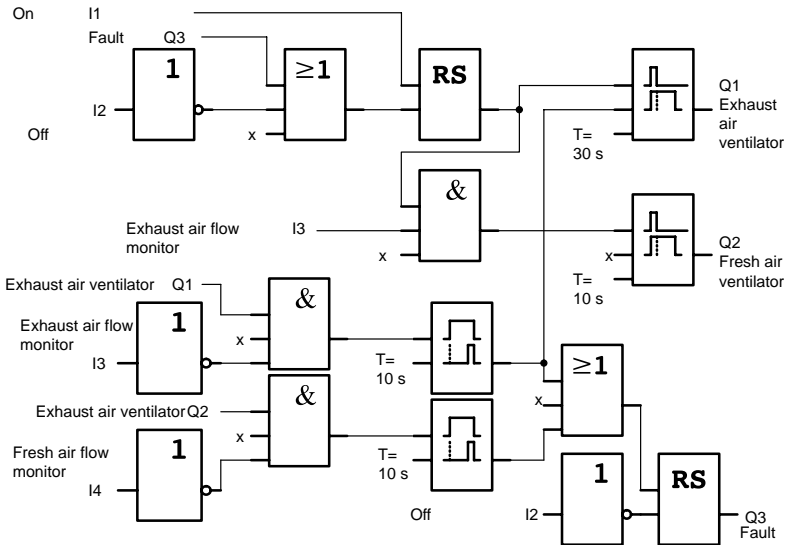 On I1
Fault Q3
1
≥1
RS
I2
Off
x
Q1
Exhaust
air
ventilator
T=
30 s
&
Exhaust air flow
monitor
I3
x
x
Q2
Fresh air
ventilator
T=
10 s
Exhaust air ventilator Q1
&
Exhaust air flow
monitor
1
x
I3
T=
10 s
≥1
x
Exhaust air ventilatorQ2
&
Fresh air flow
monitor
1
x
I4
T=
10 s
Off
I2
1
RS
Q3
Fault